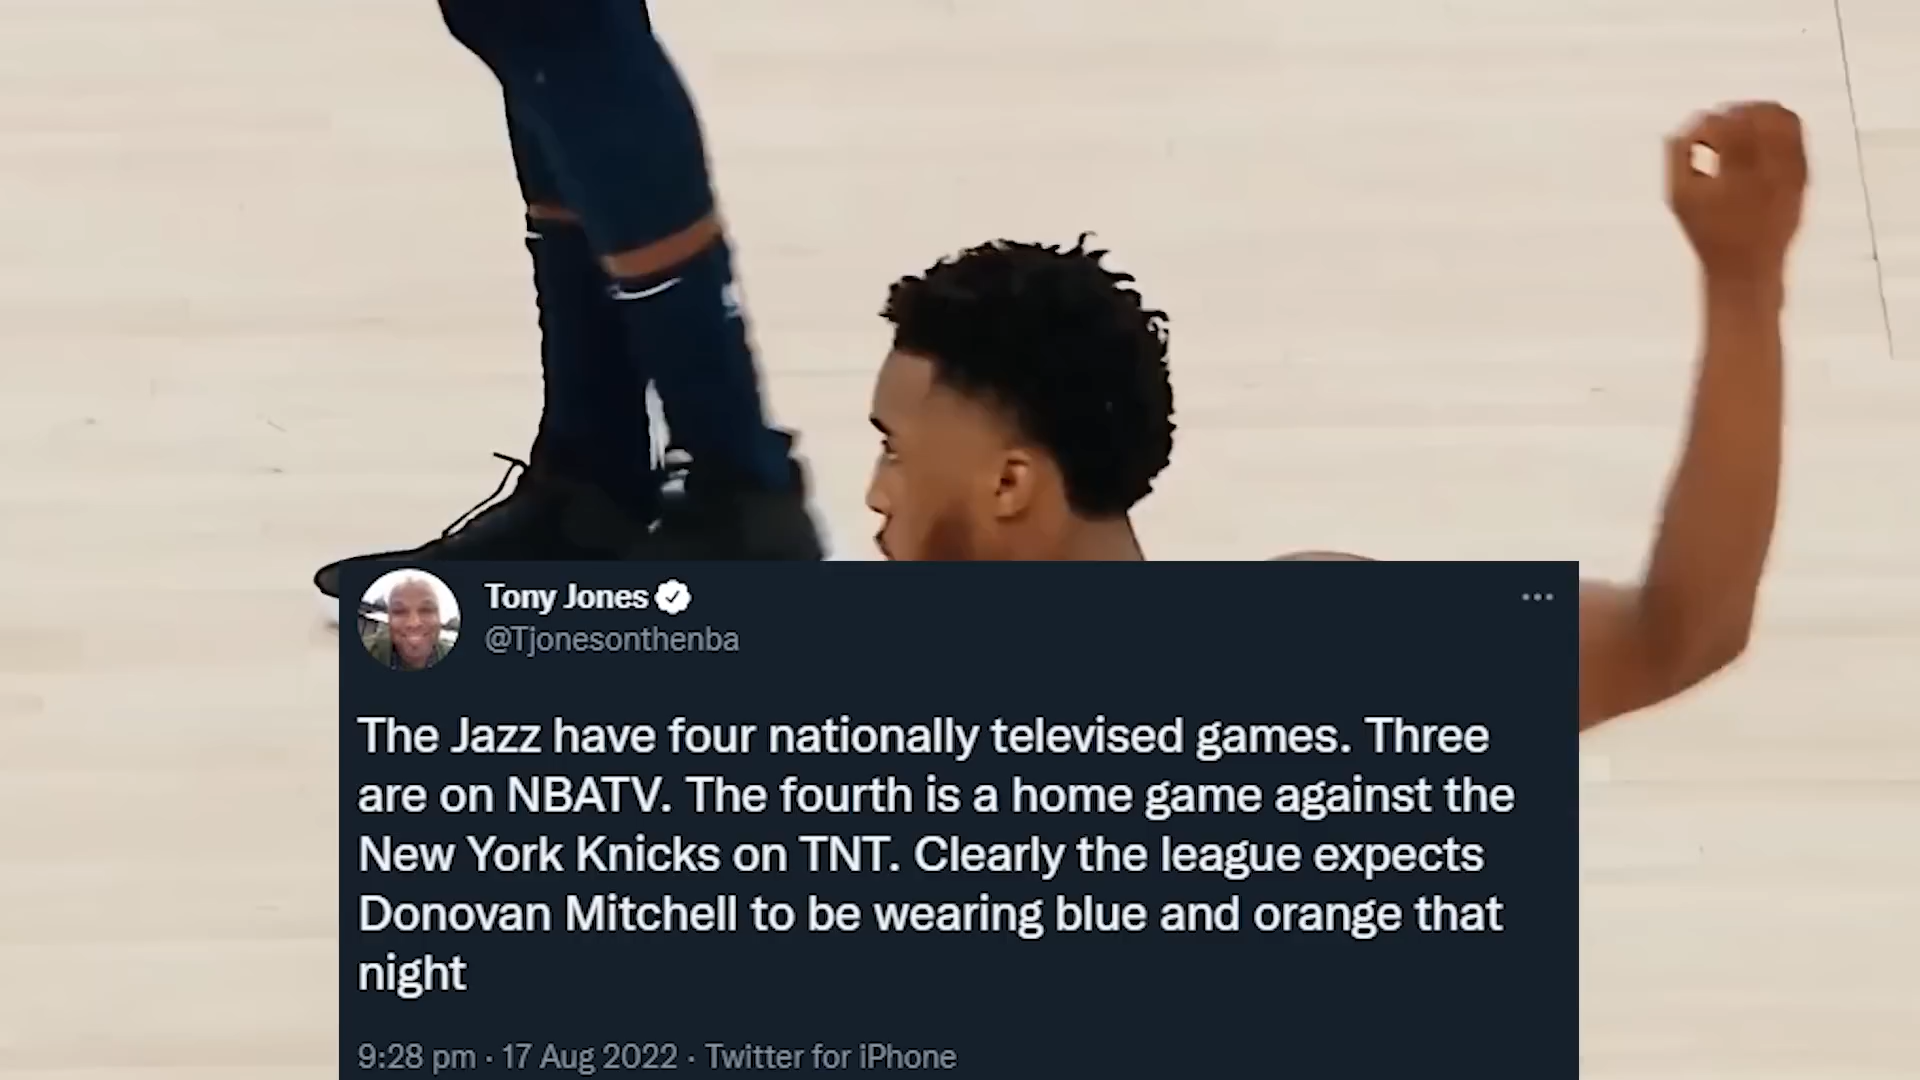 Tony Jones
@Tjonesonthenba
The Jazz have four nationally televised games. Three
are on NBATV. The fourth is a home game against the
New York Knicks on TNT. Clearly the league expects
Donovan Mitchell to be wearing blue and orange that
night
9:28 pm · 17 Aug 2022 · Twitter for iPhone